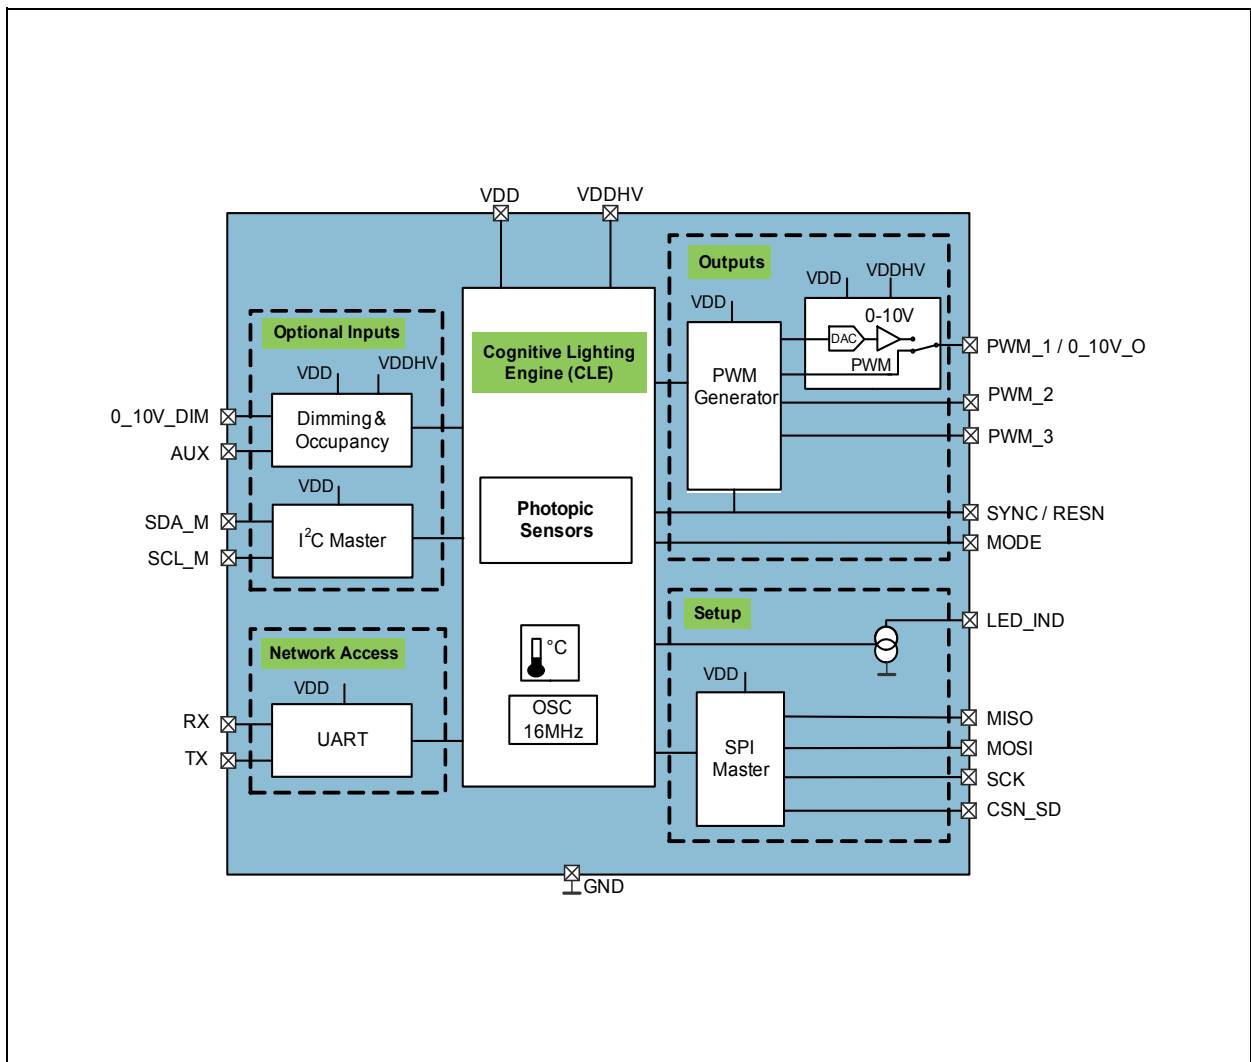 VDD
VDDHV
Outputs
VDD
VDDHV
VDD
0-10V
DAC
PWM
PWM
Generator
PWM_1 / 0_10V_O
PWM_2
PWM_3
SYNC / RESN
MODE
Optional Inputs
VDD
VDDHV
0_10V_DIM
AUX
Dimming &
Occupancy
VDD
SDA_M
SCL_M
I²C Master
Cognitive Lighting
Engine (CLE)
Photopic
Sensors
°C
OSC
16MHz
Network Access
VDD
RX
TX
UART
Setup
LED_IND
VDD
SPI
Master
MISO
MOSI
SCK
CSN_SD
GND